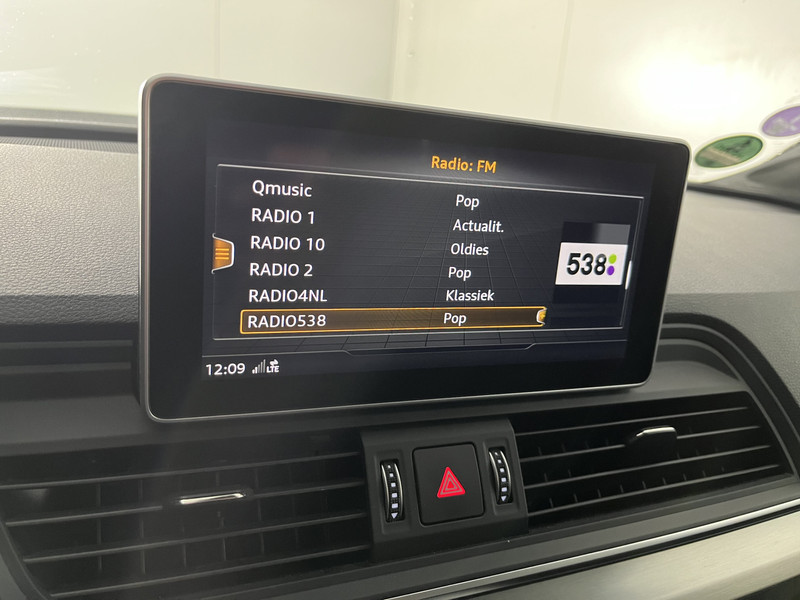 Radio: FM
Qmusic Pop
RADIO 1 Actualit.
RADIO 10 Oldies
RADIO 2 Pop
RADIO4NL Klassiek
RADIO538 Pop
538
12:09 LTE